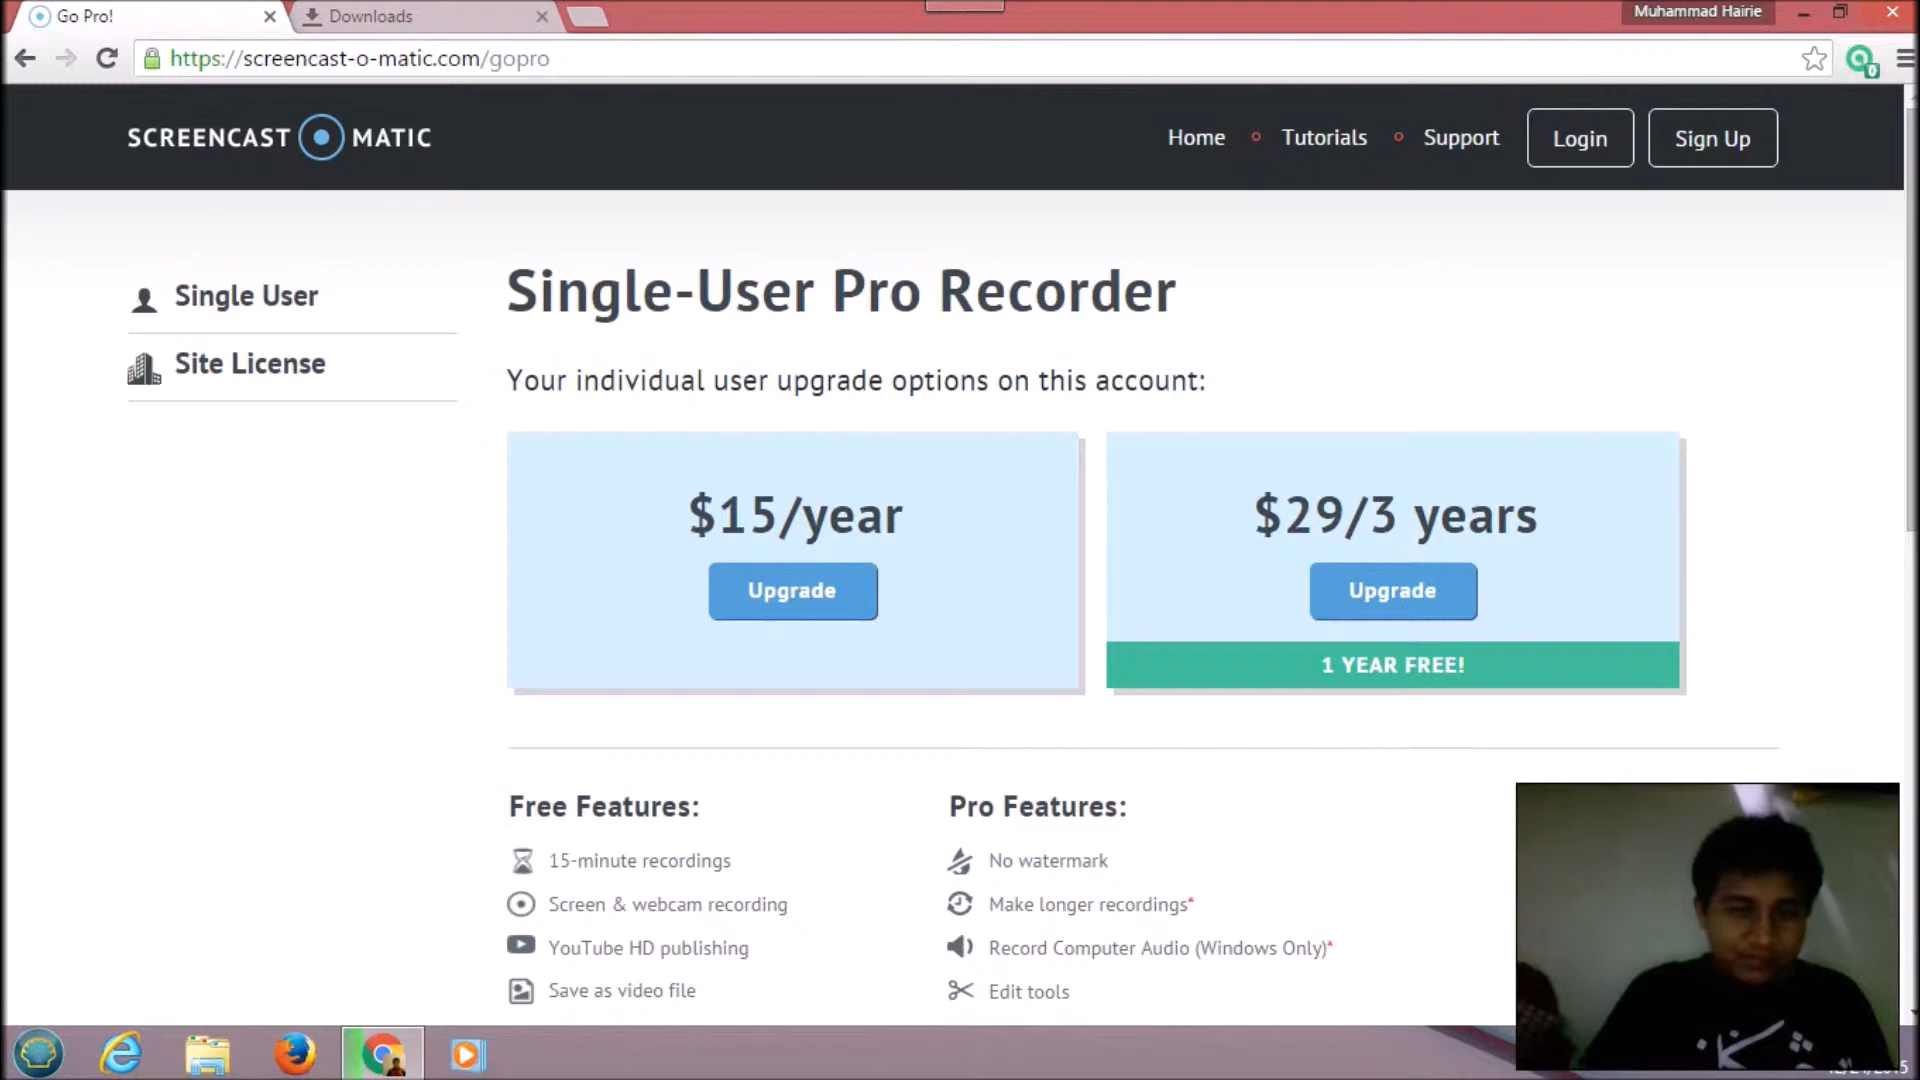 Go Pro!
Downloads
Muhammad Hairie
https://screencast-o-matic.com/gopro
0
SCREENCAST MATIC
Home
Tutorials
Support
Login
Sign Up
Single User
Site License
Single-User Pro Recorder
Your individual user upgrade options on this account:
$15/year
Upgrade
$29/3 years
Upgrade
1 YEAR FREE!
Free Features:
15-minute recordings
Screen & webcam recording
YouTube HD publishing
Save as video file
Pro Features:
No watermark
Make longer recordings*
Record Computer Audio (Windows Only)*
Edit tools